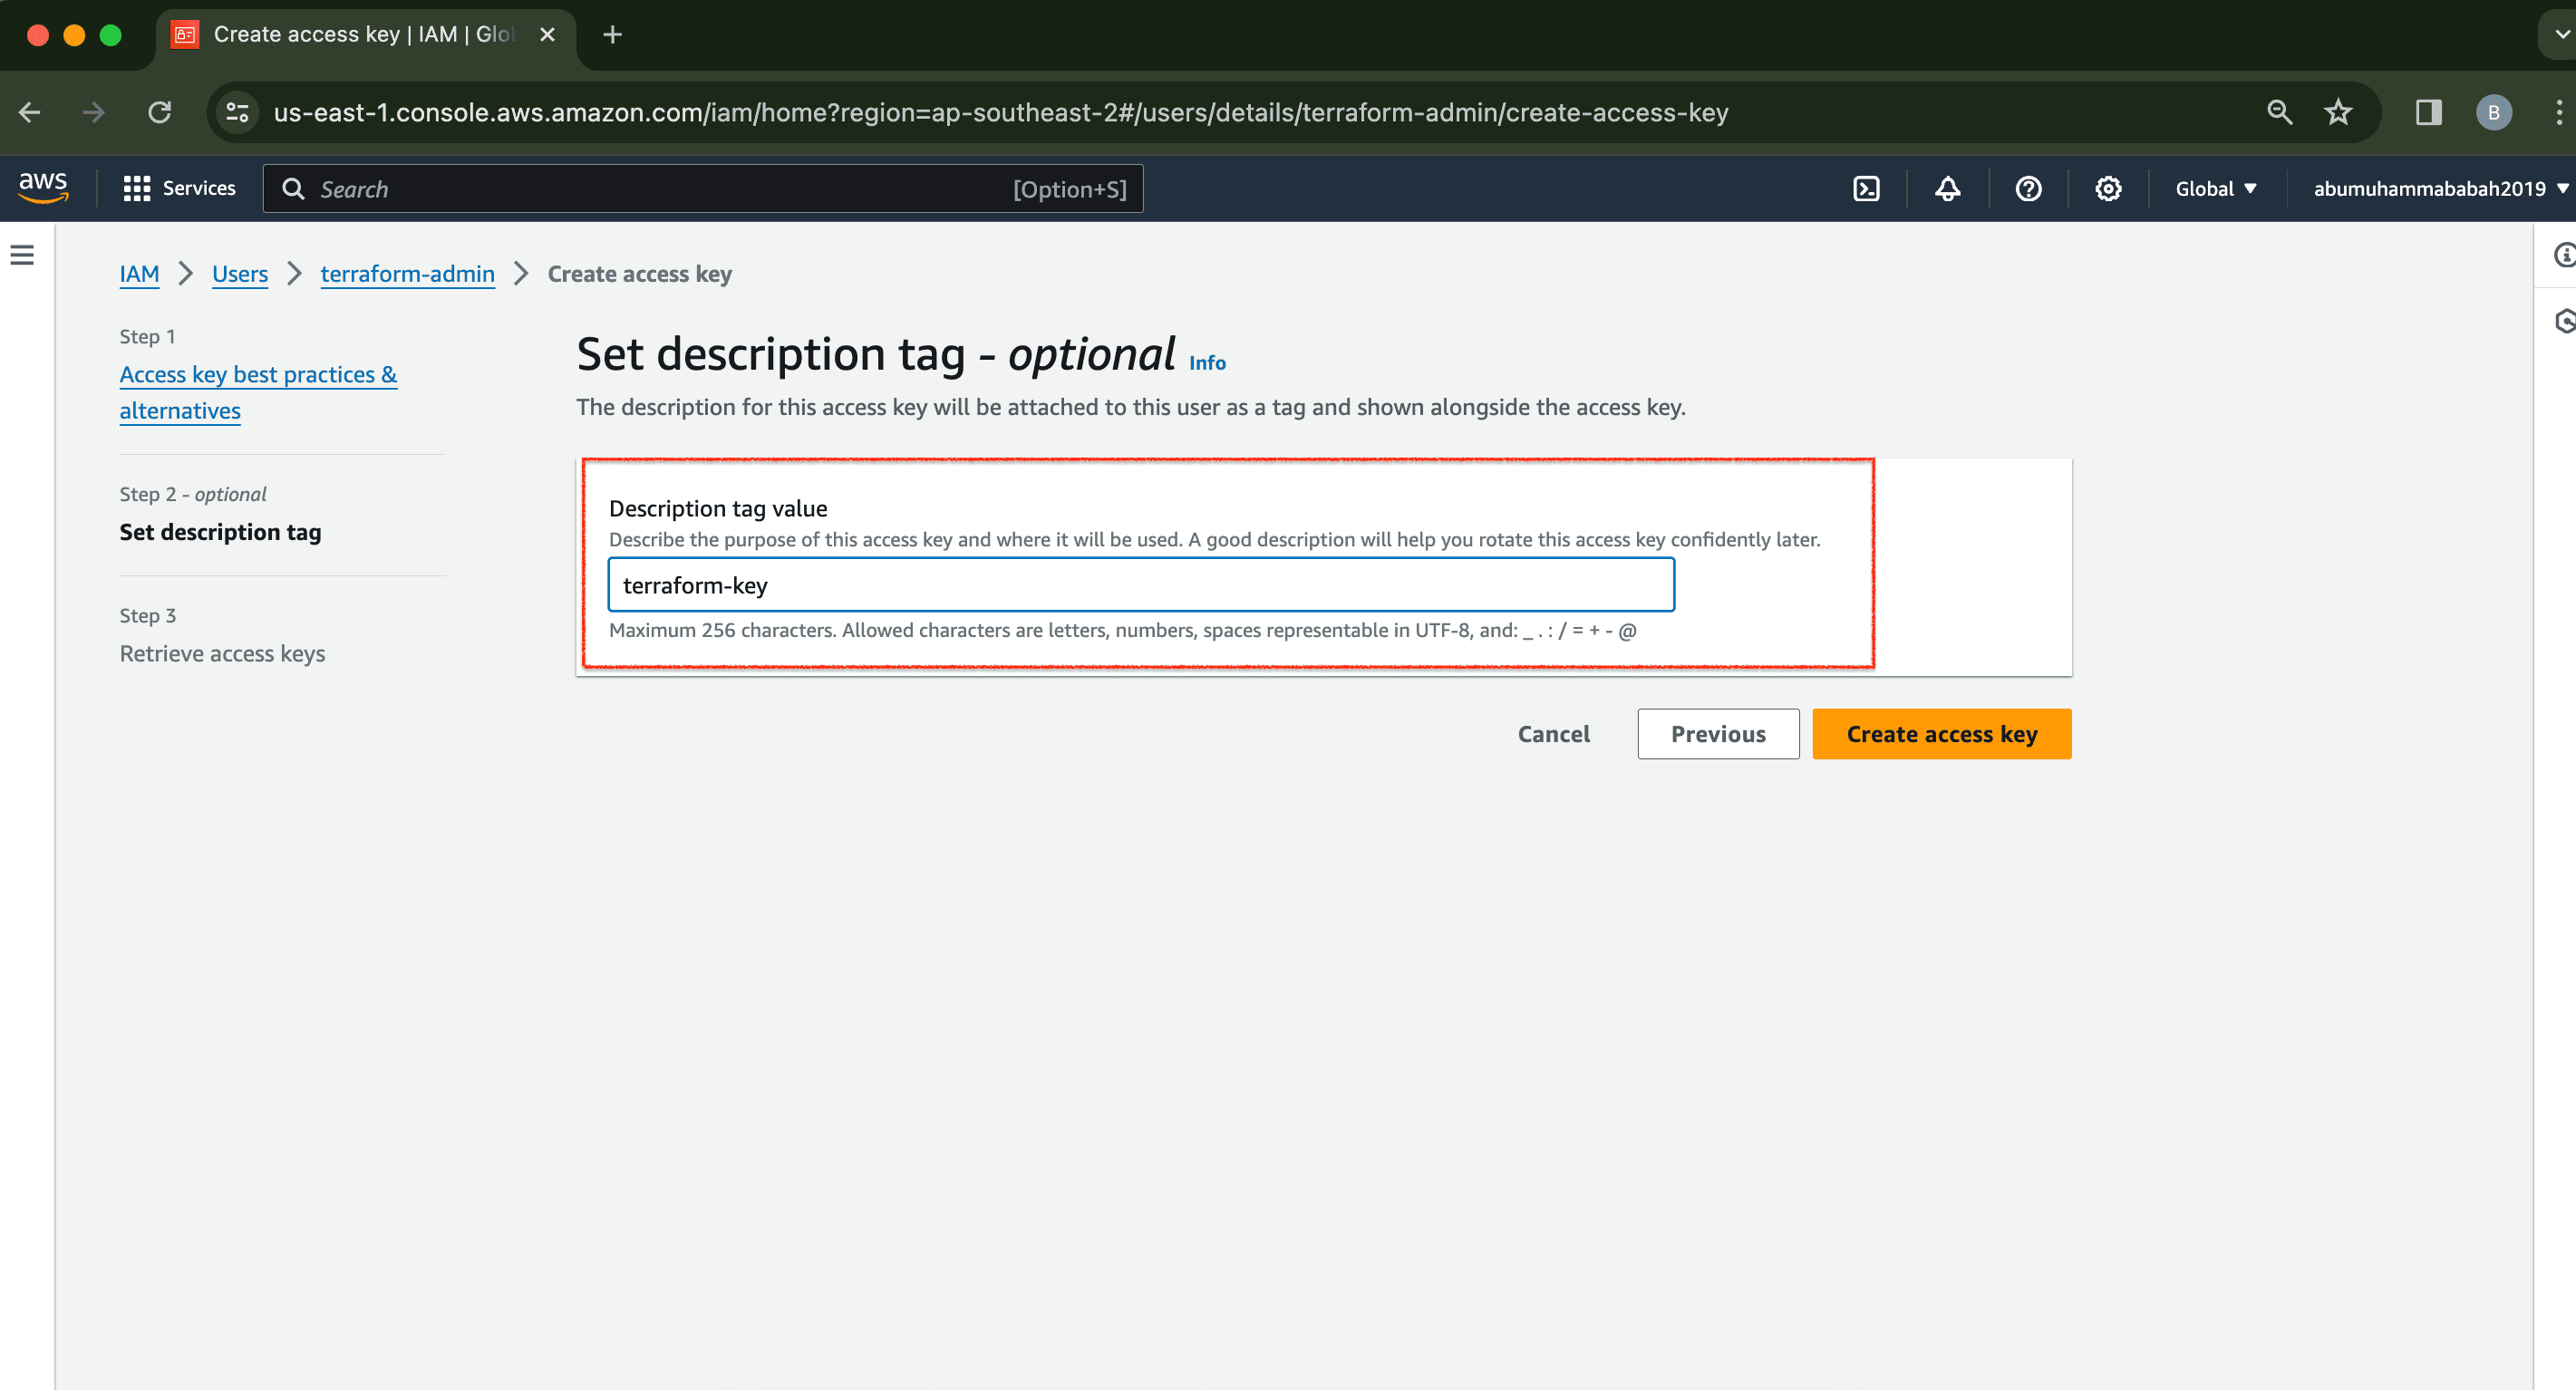 Create access key | IAM | Glo
us-east-1.console.aws.amazon.com/iam/home?region=ap-southeast-2#/users/details/terraform-admin/create-access-key
B
aws
Services
Search
[Option+S]
Global
abumuhammababah2019
IAM
Users
terraform-admin
Create access key
Step 1
Access key best practices &
alternatives
Step 2 - optional
Set description tag
Step 3
Retrieve access keys
Set description tag - optional Info
The description for this access key will be attached to this user as a tag and shown alongside the access key.
Description tag value
Describe the purpose of this access key and where it will be used. A good description will help you rotate this access key confidently later.
terraform-key
Maximum 256 characters. Allowed characters are letters, numbers, spaces representable in UTF-8, and: _ . : / = + - @
Cancel
Previous
Create access key